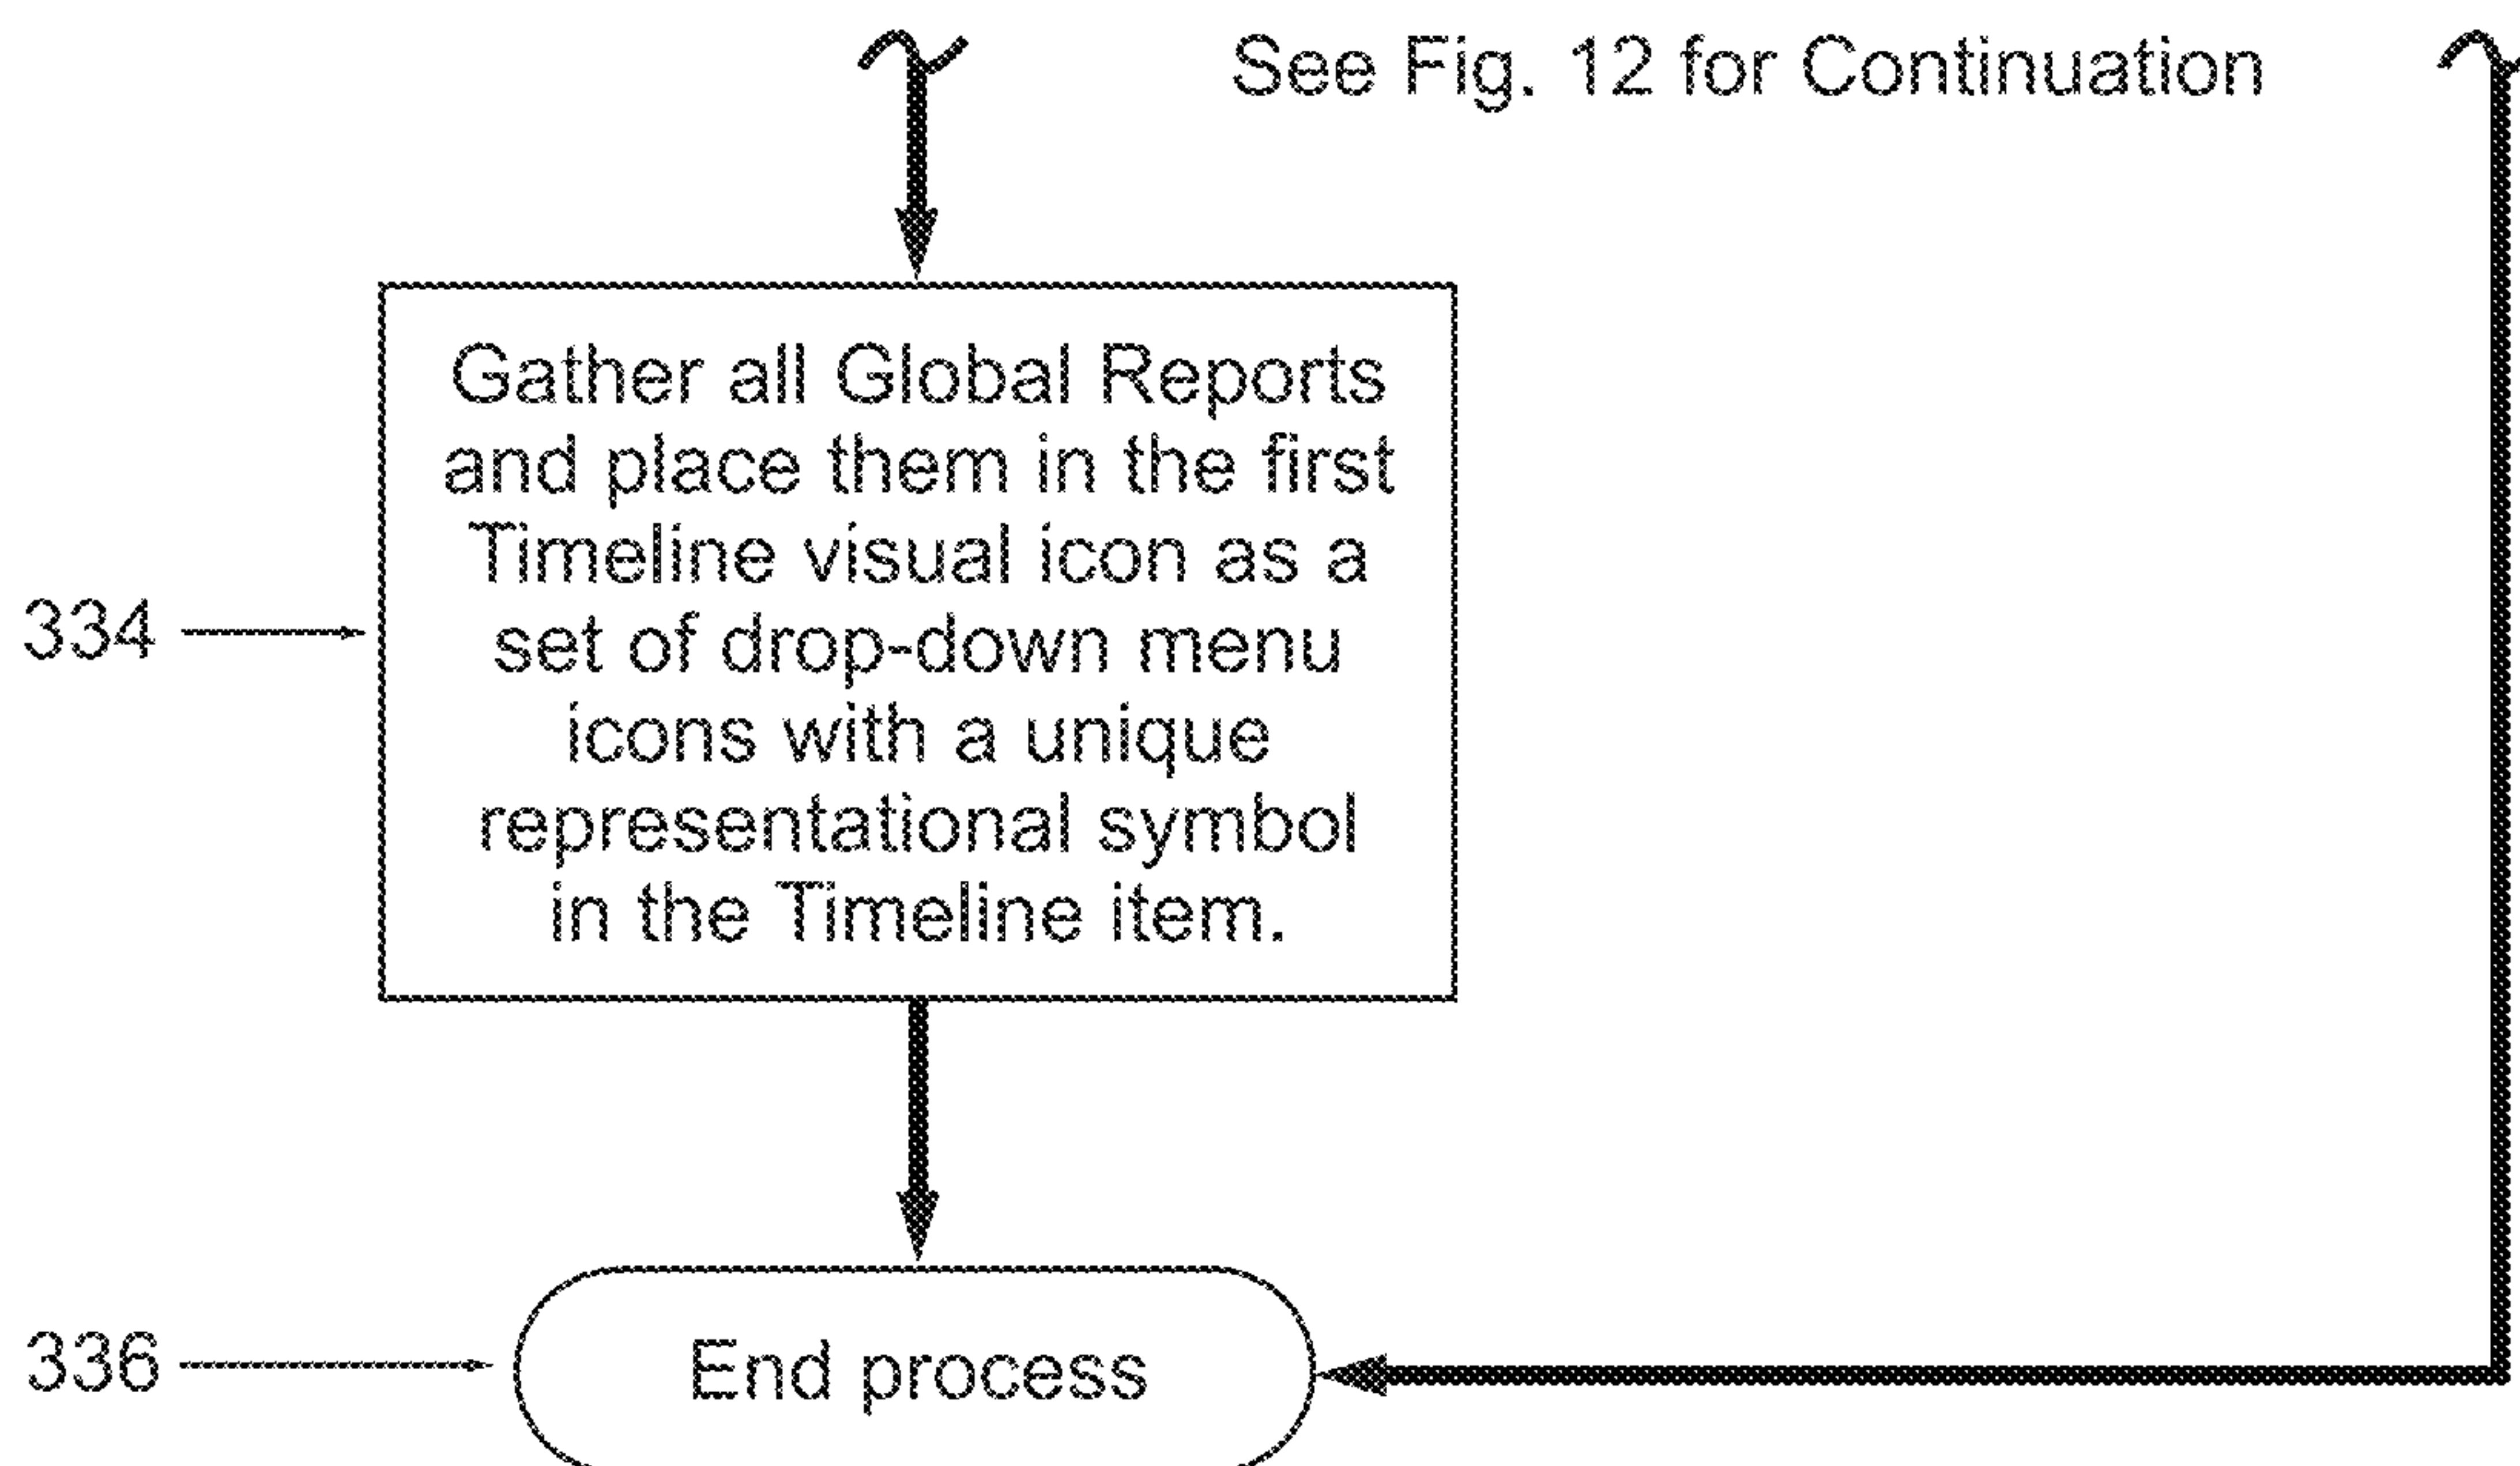 See Fig. 12 for Continuation
Gather all Global Reports
and place them in the first
Timeline visual icon as a
set of drop-down menu
icons with a unique
representational symbol
in the Timeline item.
334
End process
336